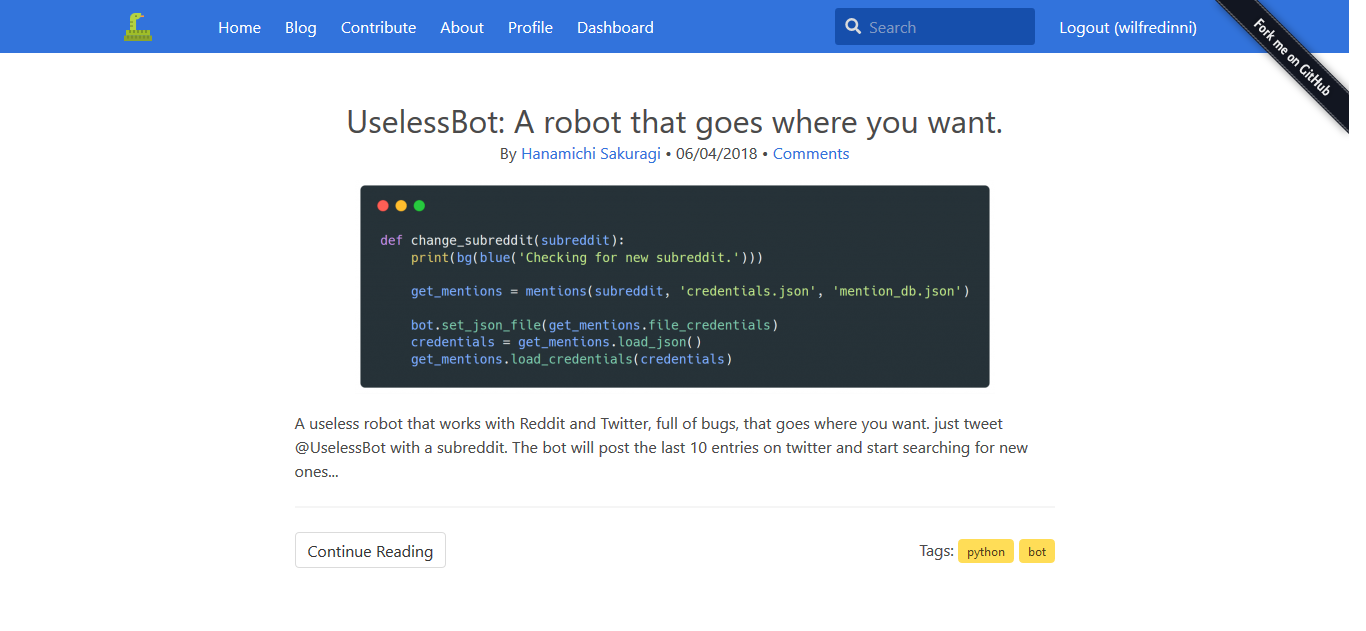 Home Blog Contribute About Profile Dashboard Search Logout (wilfredinni)
Fork me on GitHub
UselessBot: A robot that goes where you want.
By Hanamichi Sakuragi • 06/04/2018 • Comments
def change_subreddit(subreddit):
    print(bg(blue('Checking for new subreddit.')))
    get_mentions = mentions(subreddit, 'credentials.json', 'mention_db.json')
    bot.set_json_file(get_mentions.file_credentials)
    credentials = get_mentions.load_json()
    get_mentions.load_credentials(credentials)
A useless robot that works with Reddit and Twitter, full of bugs, that goes where you want. just tweet
@UselessBot with a subreddit. The bot will post the last 10 entries on twitter and start searching for new
ones...
Continue Reading Tags: python bot